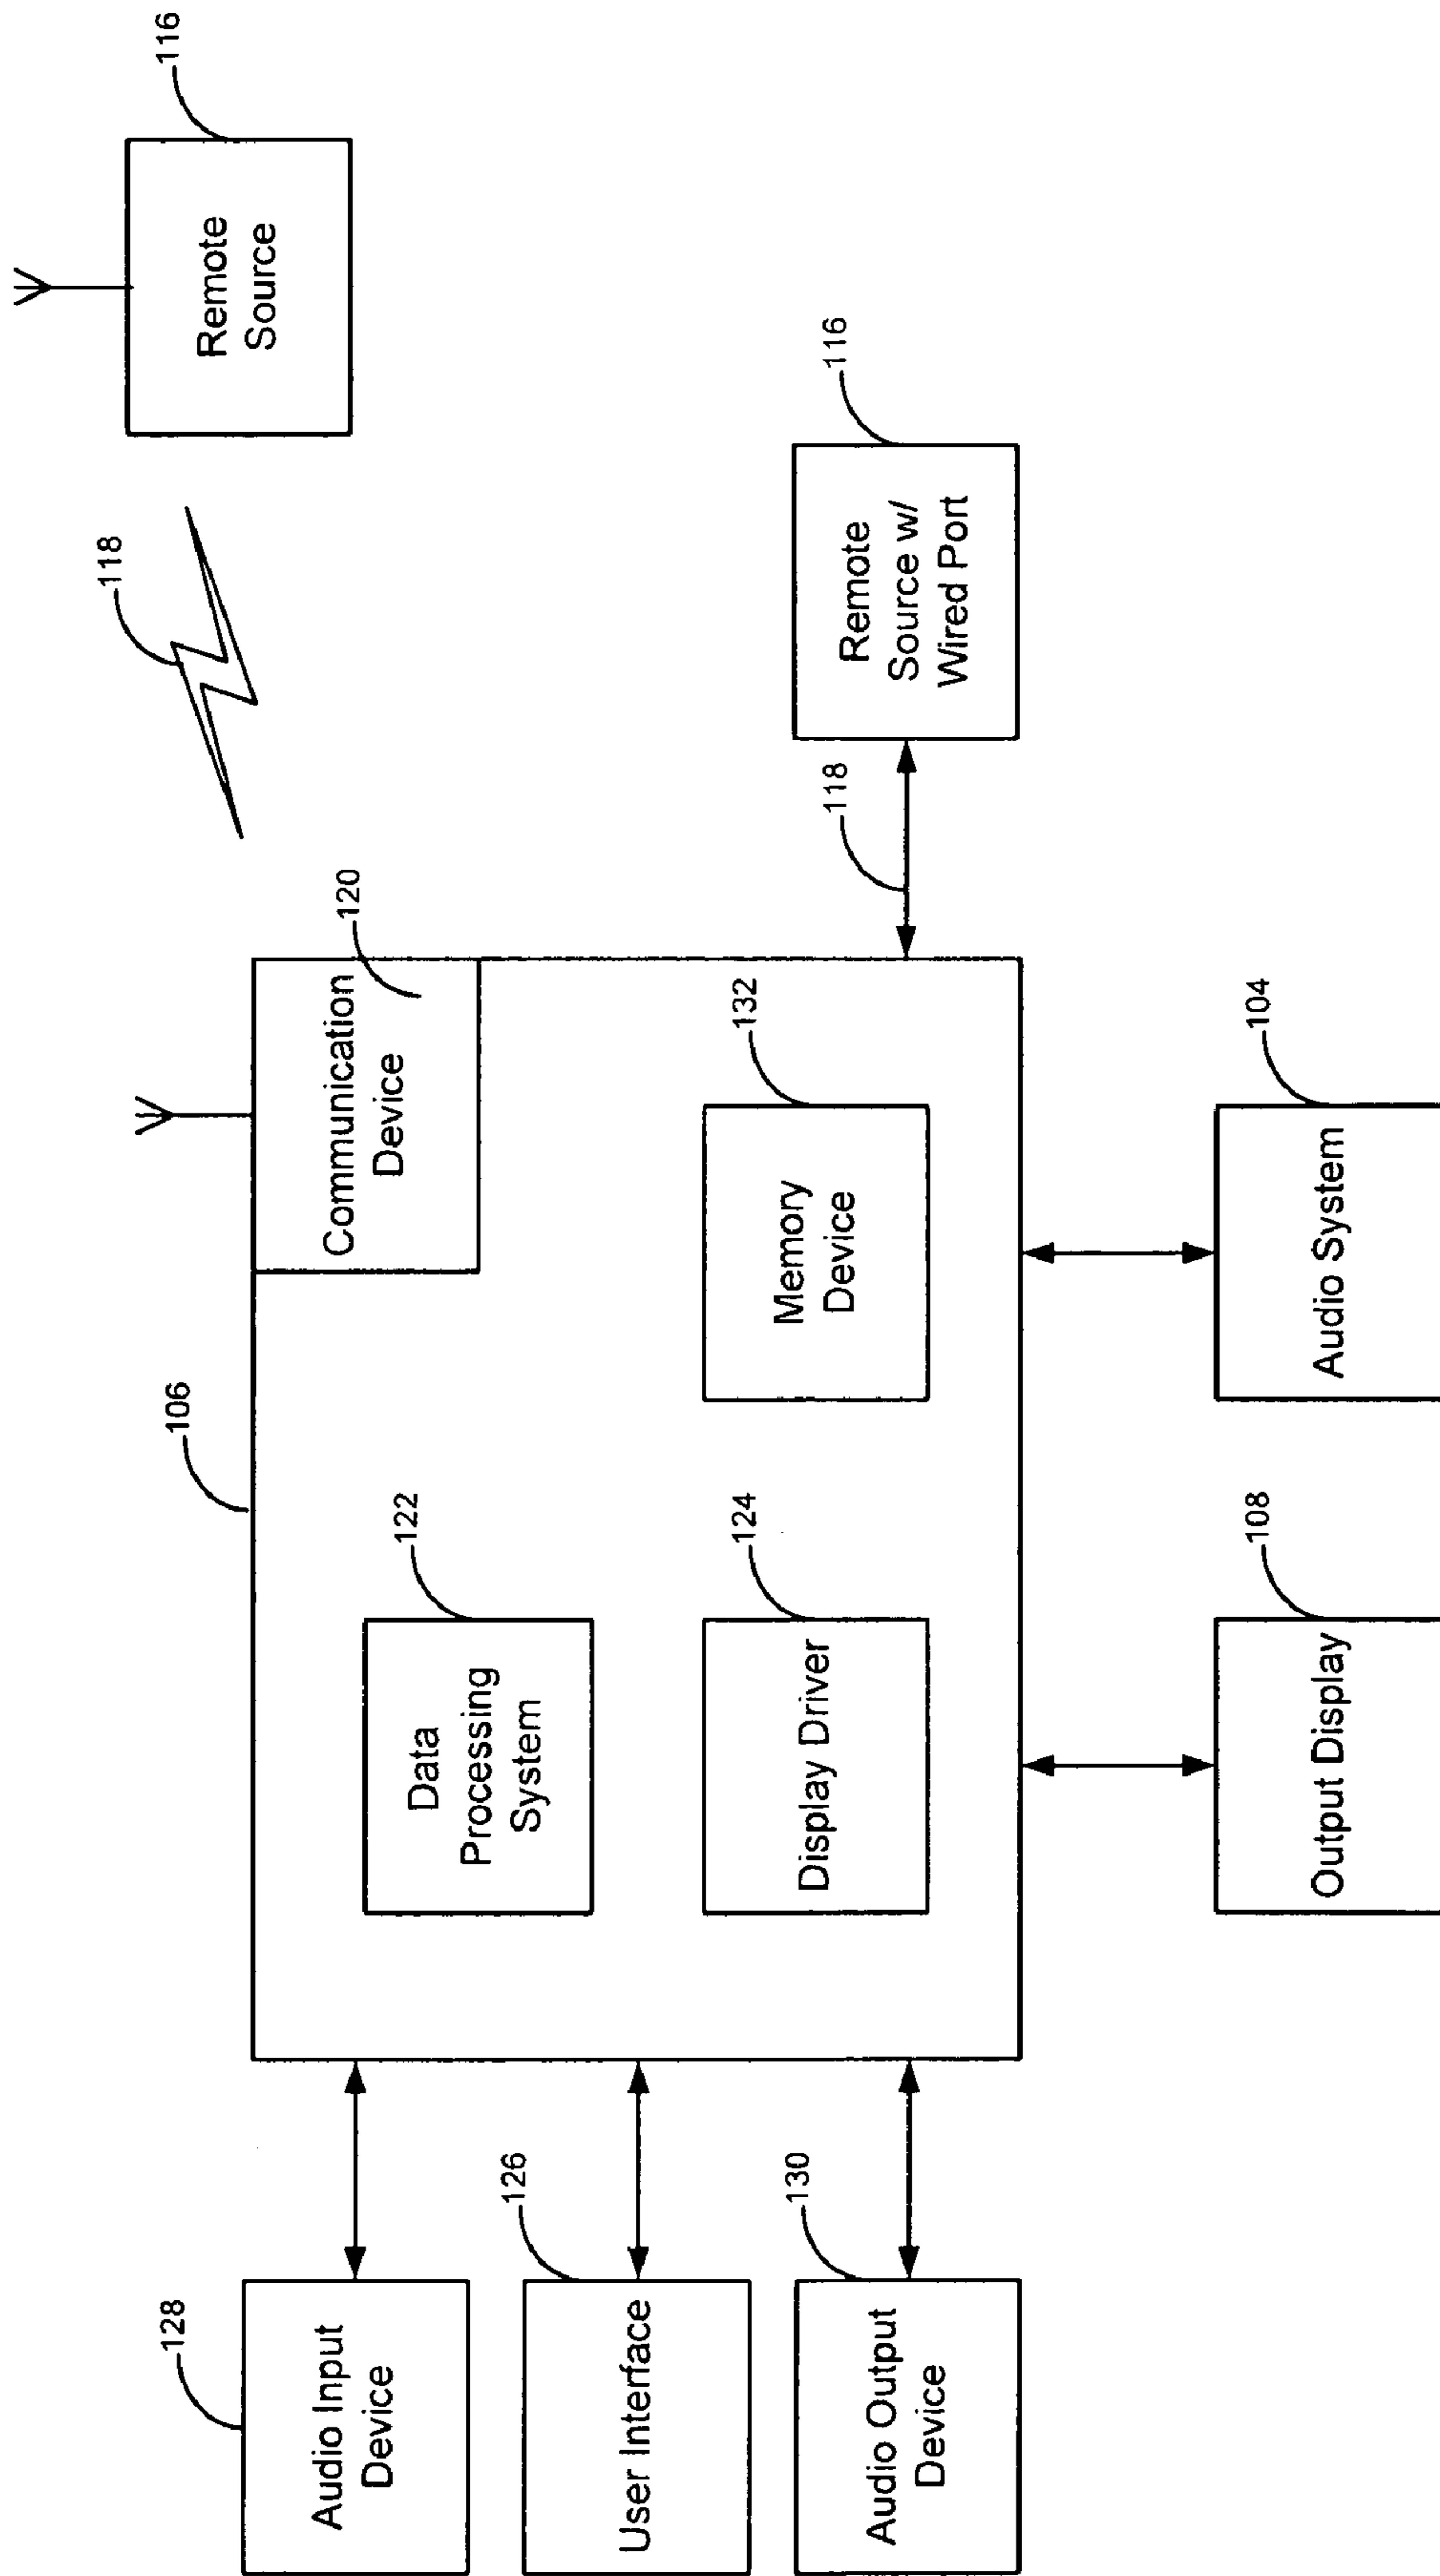 128
Audio Input
Device
126
User Interface
130
Audio Output
Device
106
122
Data
Processing
System
124
Display Driver
132
Memory
Device
120
Communication
Device
108
Output Display
104
Audio System
118
116
Remote
Source
118
116
Remote
Source w/
Wired Port